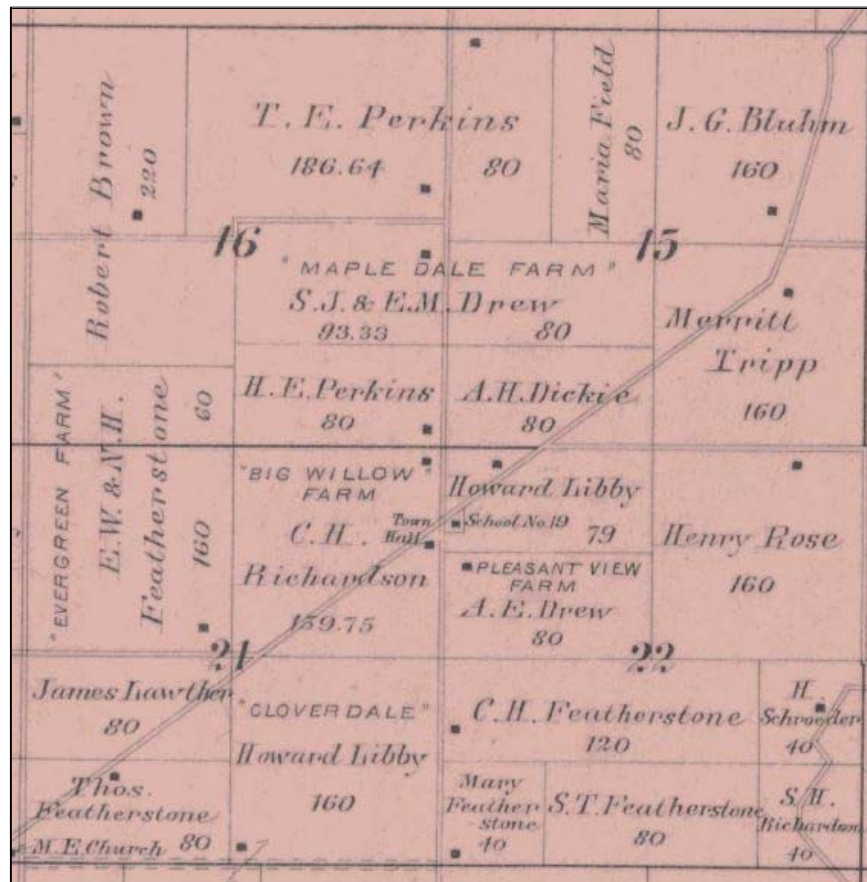 T. E. Perkins
186.64
80
Maria Field
80
J. G. Bluhm
160
Robert Brown
220
16
15
"MAPLE DALE FARM"
S. J. & E. M. Drew
93.33
80
Merritt
Tripp
160
H. E. Perkins
80
A. H. Dickie
80
"EVERGREEN FARM"
E. W. & N. H.
Featherstone
60
160
"BIG WILLOW"
FARM
C. H.
Richardson
159.75
Town
Hall
Howard Libby
School No. 19
79
Henry Rose
160
PLEASANT VIEW
FARM
A. E. Drew
80
21
22
James Lawther
80
"CLOVERDALE"
Howard Libby
160
C. H. Featherstone
120
H.
Schroeder
40
Thos.
Featherstone
80
M. E. Church
Mary
Feather
-stone
40
S. T. Featherstone
80
S. H.
Richardson
40